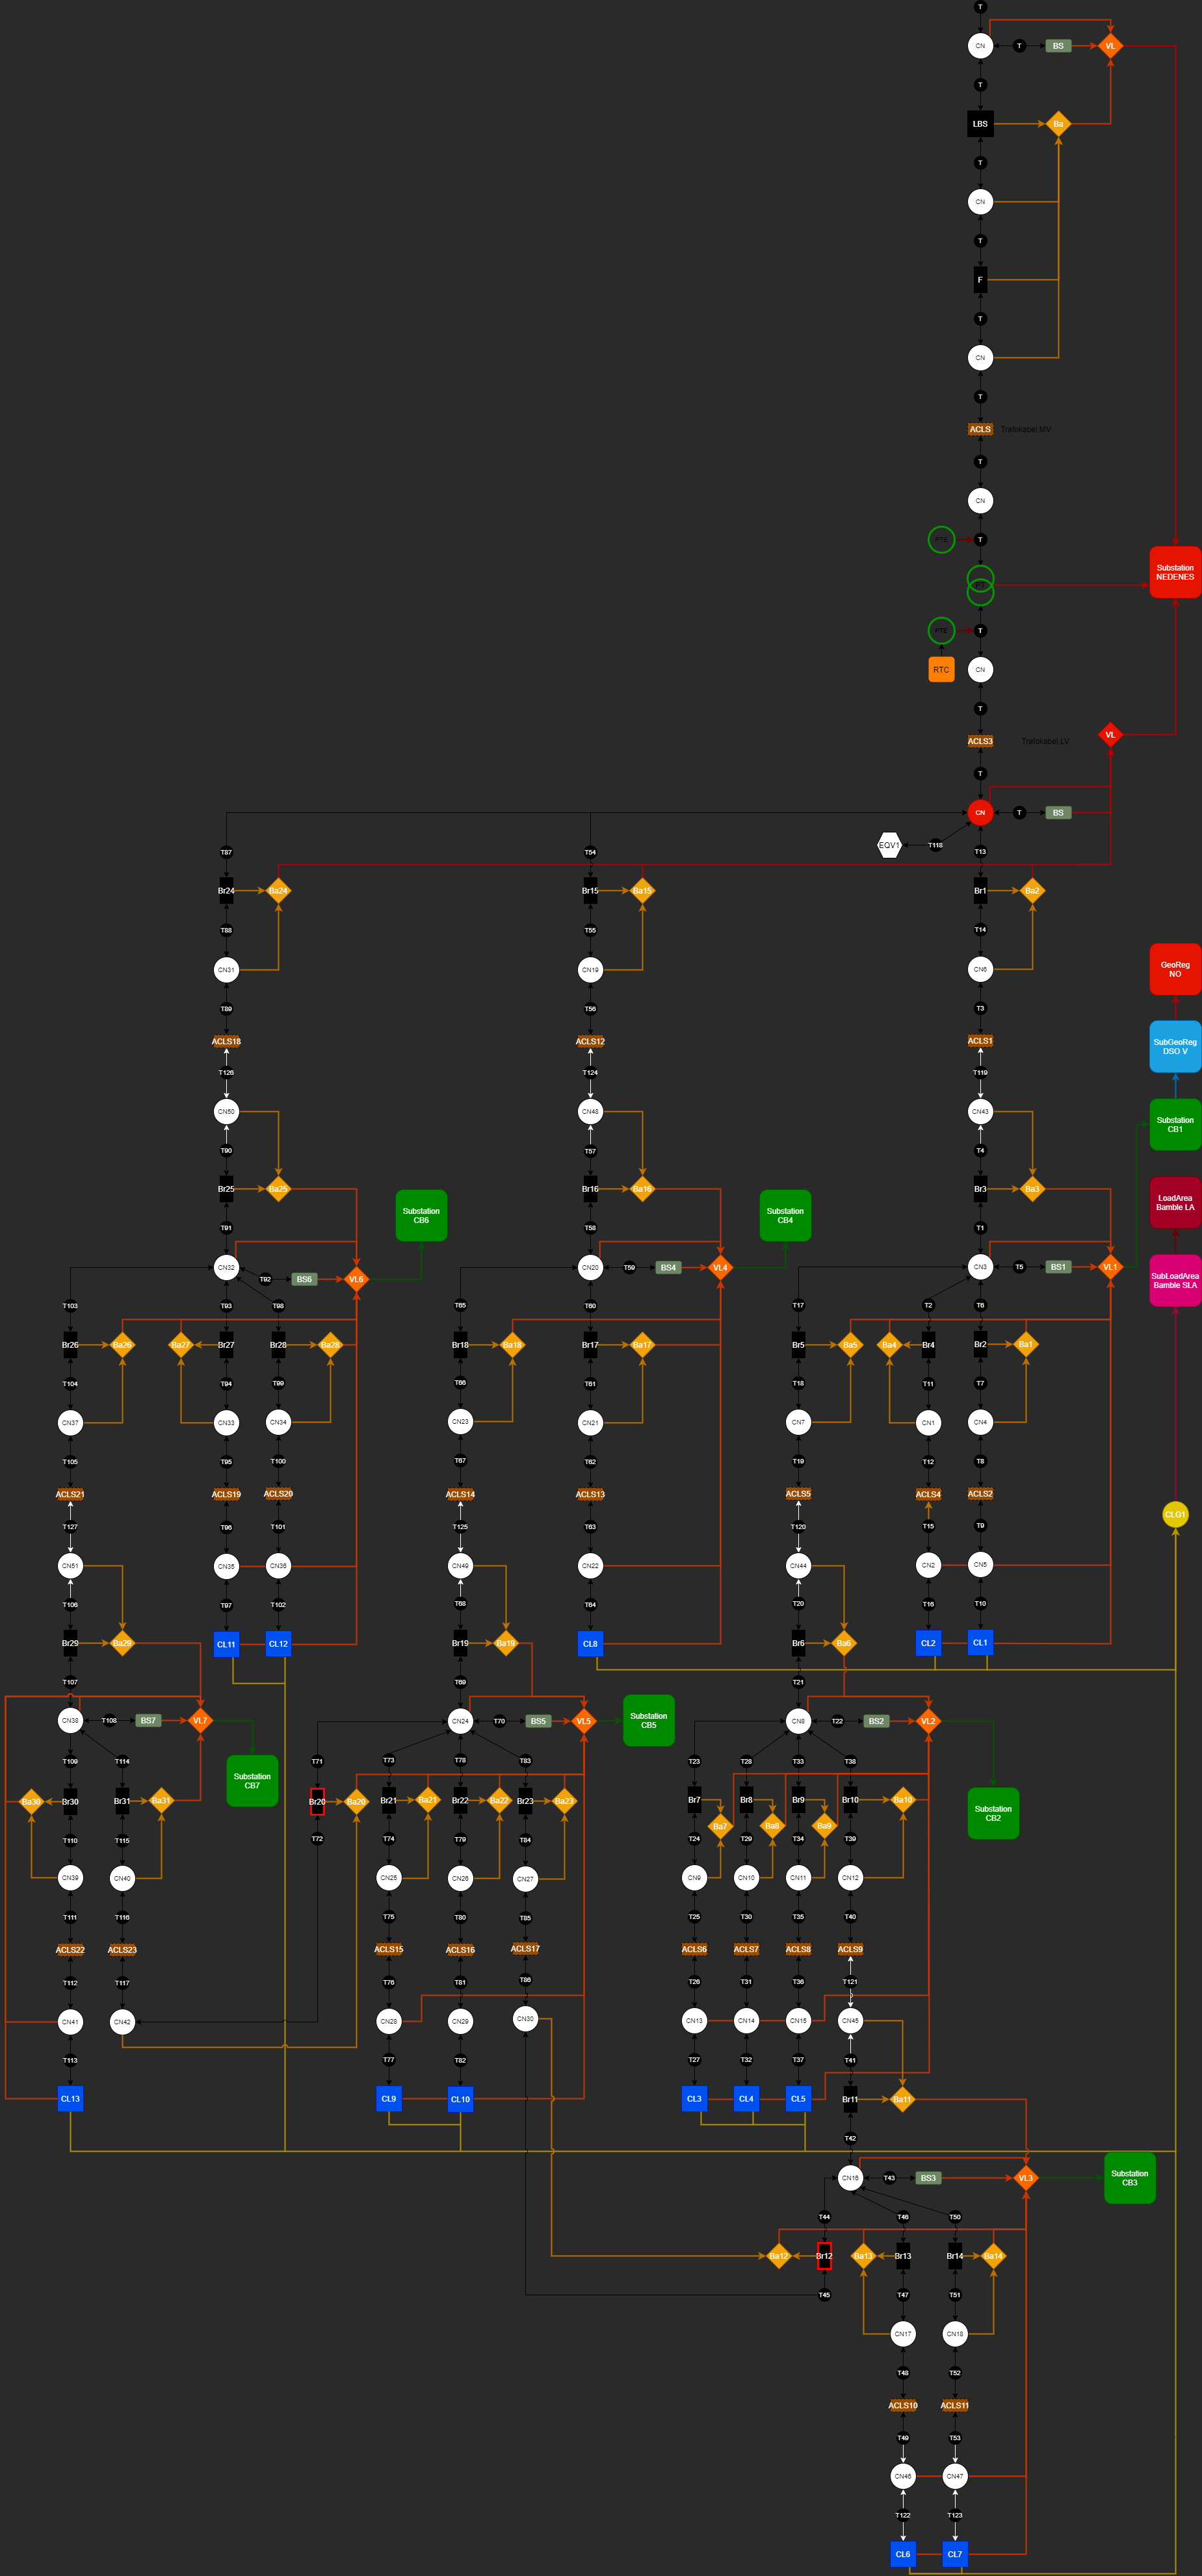 T
CN
T
BS
VL
T
LBS
Ba
T
CN
T
F
T
CN
T
ACLS
Trafokabel MV
T
CN
PTE
T
Substation
NEDENES
PTE
T
RTC
CN
T
ACLS3
Trafokabel LV
VL
T
CN
T
BS
EQV1
T118
T87
T54
T13
Br24
Ba24
Br15
Ba15
Br1
Ba2
T88
T55
T14
CN31
CN19
CN6
GeoReg
NO
T89
T56
T3
ACLS18
ACLS12
ACLS1
SubGeoReg
DSO V
T126
T124
T119
CN50
CN48
CN43
Substation
CB1
T90
T57
T4
Br25
Ba25
Br16
Ba16
Br3
Ba3
LoadArea
Bamble LA
Substation
CB6
Substation
CB4
T91
T58
T1
CN32
T92
BS6
VL6
CN20
T59
BS4
VL4
CN3
T5
BS1
VL1
SubLoadArea
Bamble SLA
T103
T93
T98
T65
T60
T17
T2
T6
Br26
Ba26
Ba27
Br27
Br28
Ba28
Br18
Ba18
Br17
Ba17
Br5
Ba5
Ba4
Br4
Br2
Ba1
T104
T94
T99
T66
T61
T18
T11
T7
CN37
CN33
CN34
CN23
CN21
CN7
CN1
CN4
T105
T95
T100
T67
T62
T19
T12
T8
ACLS21
ACLS19
ACLS20
ACLS14
ACLS13
ACLS5
ACLS4
ACLS2
CLG1
T127
T96
T101
T125
T63
T120
T15
T9
CN51
CN35
CN36
CN49
CN22
CN44
CN2
CN5
T106
T97
T102
T68
T64
T20
T16
T10
Br29
Ba29
CL11
CL12
Br19
Ba19
CL8
Br6
Ba6
CL2
CL1
T107
T69
T21
CN38
T108
BS7
VL7
CN24
T70
BS5
VL5
Substation
CB5
CN8
T22
BS2
VL2
T109
T114
T71
T73
T78
T83
T23
T28
T33
T38
Substation
CB7
Ba30
Br30
Br31
Ba31
Br20
Ba20
Br21
Ba21
Br22
Ba22
Br23
Ba23
Br7
Ba7
Br8
Ba8
Br9
Ba9
Br10
Ba10
Substation
CB2
T110
T115
T72
T74
T79
T84
T24
T29
T34
T39
CN39
CN40
CN25
CN26
CN27
CN9
CN10
CN11
CN12
T111
T116
T75
T80
T85
T25
T30
T35
T40
ACLS22
ACLS23
ACLS15
ACLS16
ACLS17
ACLS6
ACLS7
ACLS8
ACLS9
T112
T117
T76
T81
T86
T26
T31
T36
T121
CN41
CN42
CN28
CN29
CN30
CN13
CN14
CN15
CN45
T113
T77
T82
T27
T32
T37
T41
CL13
CL9
CL10
CL3
CL4
CL5
Br11
Ba11
T42
CN16
T43
BS3
VL3
Substation
CB3
T44
T46
T50
Ba12
Br12
Ba13
Br13
Br14
Ba14
T45
T47
T51
CN17
CN18
T48
T52
ACLS10
ACLS11
T49
T53
CN46
CN47
T122
T123
CL6
CL7